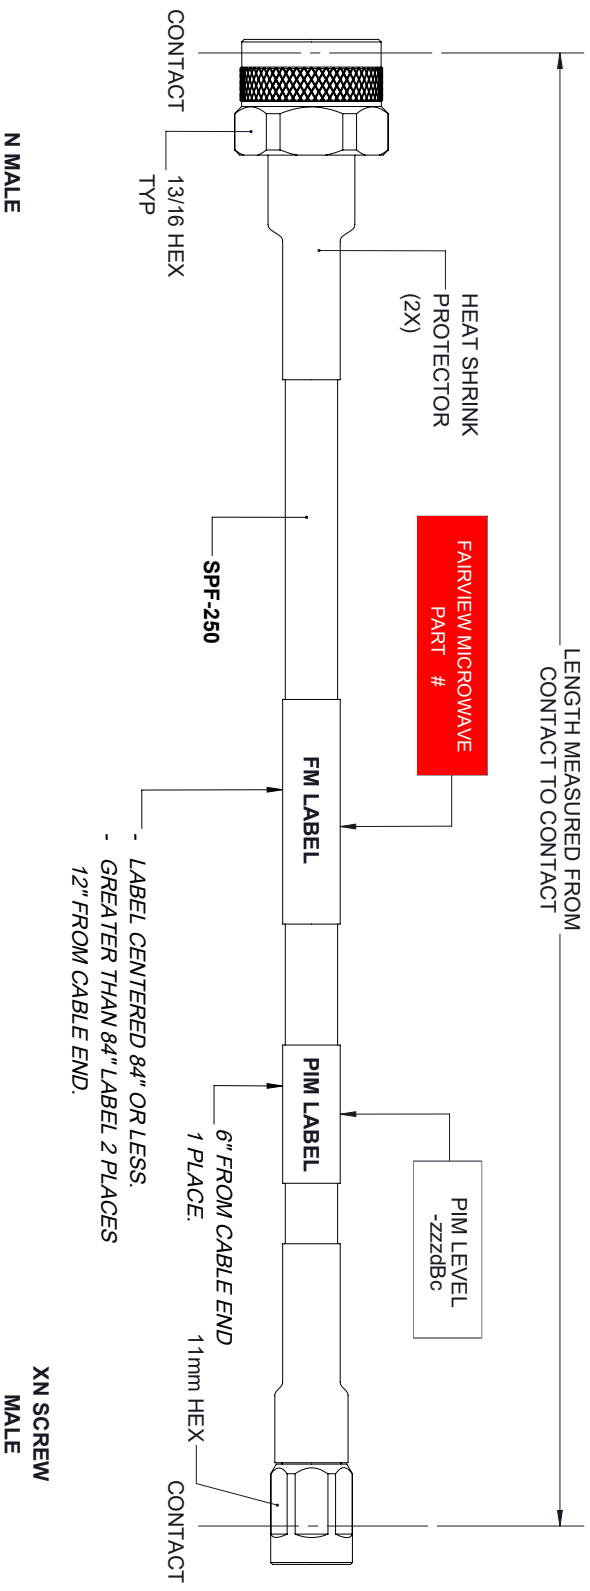 LENGTH MEASURED FROM
CONTACT TO CONTACT
FAIRVIEW MICROWAVE
PART #
PIM LEVEL
-zzzdBc
HEAT SHRINK
PROTECTOR
(2X)
FM LABEL
PIM LABEL
SPF-250
6" FROM CABLE END
1 PLACE.
11mm HEX
13/16 HEX
TYP
CONTACT
CONTACT
- LABEL CENTERED 84" OR LESS.
- GREATER THAN 84" LABEL 2 PLACES
12" FROM CABLE END.
N MALE
XN SCREW
MALE